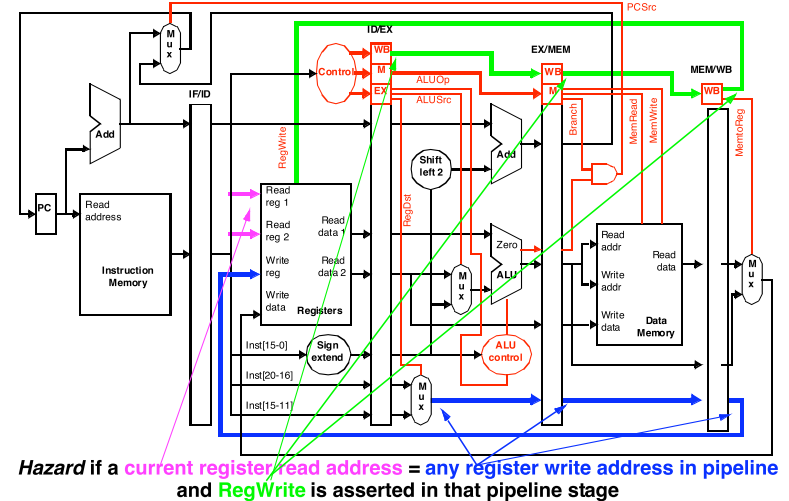 PCSrc
ID/EX
EX/MEM
MEM/WB
IF/ID
M
u
x
Control
WB
M
EX
ALUOp
ALUSrc
WB
M
WB
Add
RegWrite
Branch
MemRead
MemWrite
MemtoReg
Shift
left 2
Add
PC
Read
address
Instruction
Memory
Read
reg 1
Read
reg 2
Write
reg
Write
data
Read
data 1
Read
data 2
Registers
RegDst
Zero
ALU
M
u
x
Read
addr
Write
addr
Write
data
Read
data
Data
Memory
M
u
x
Inst[15-0]
Sign
extend
ALU
control
Inst[20-16]
Inst[15-11]
M
u
x
Hazard if a current register read address = any register write address in pipeline
and RegWrite is asserted in that pipeline stage